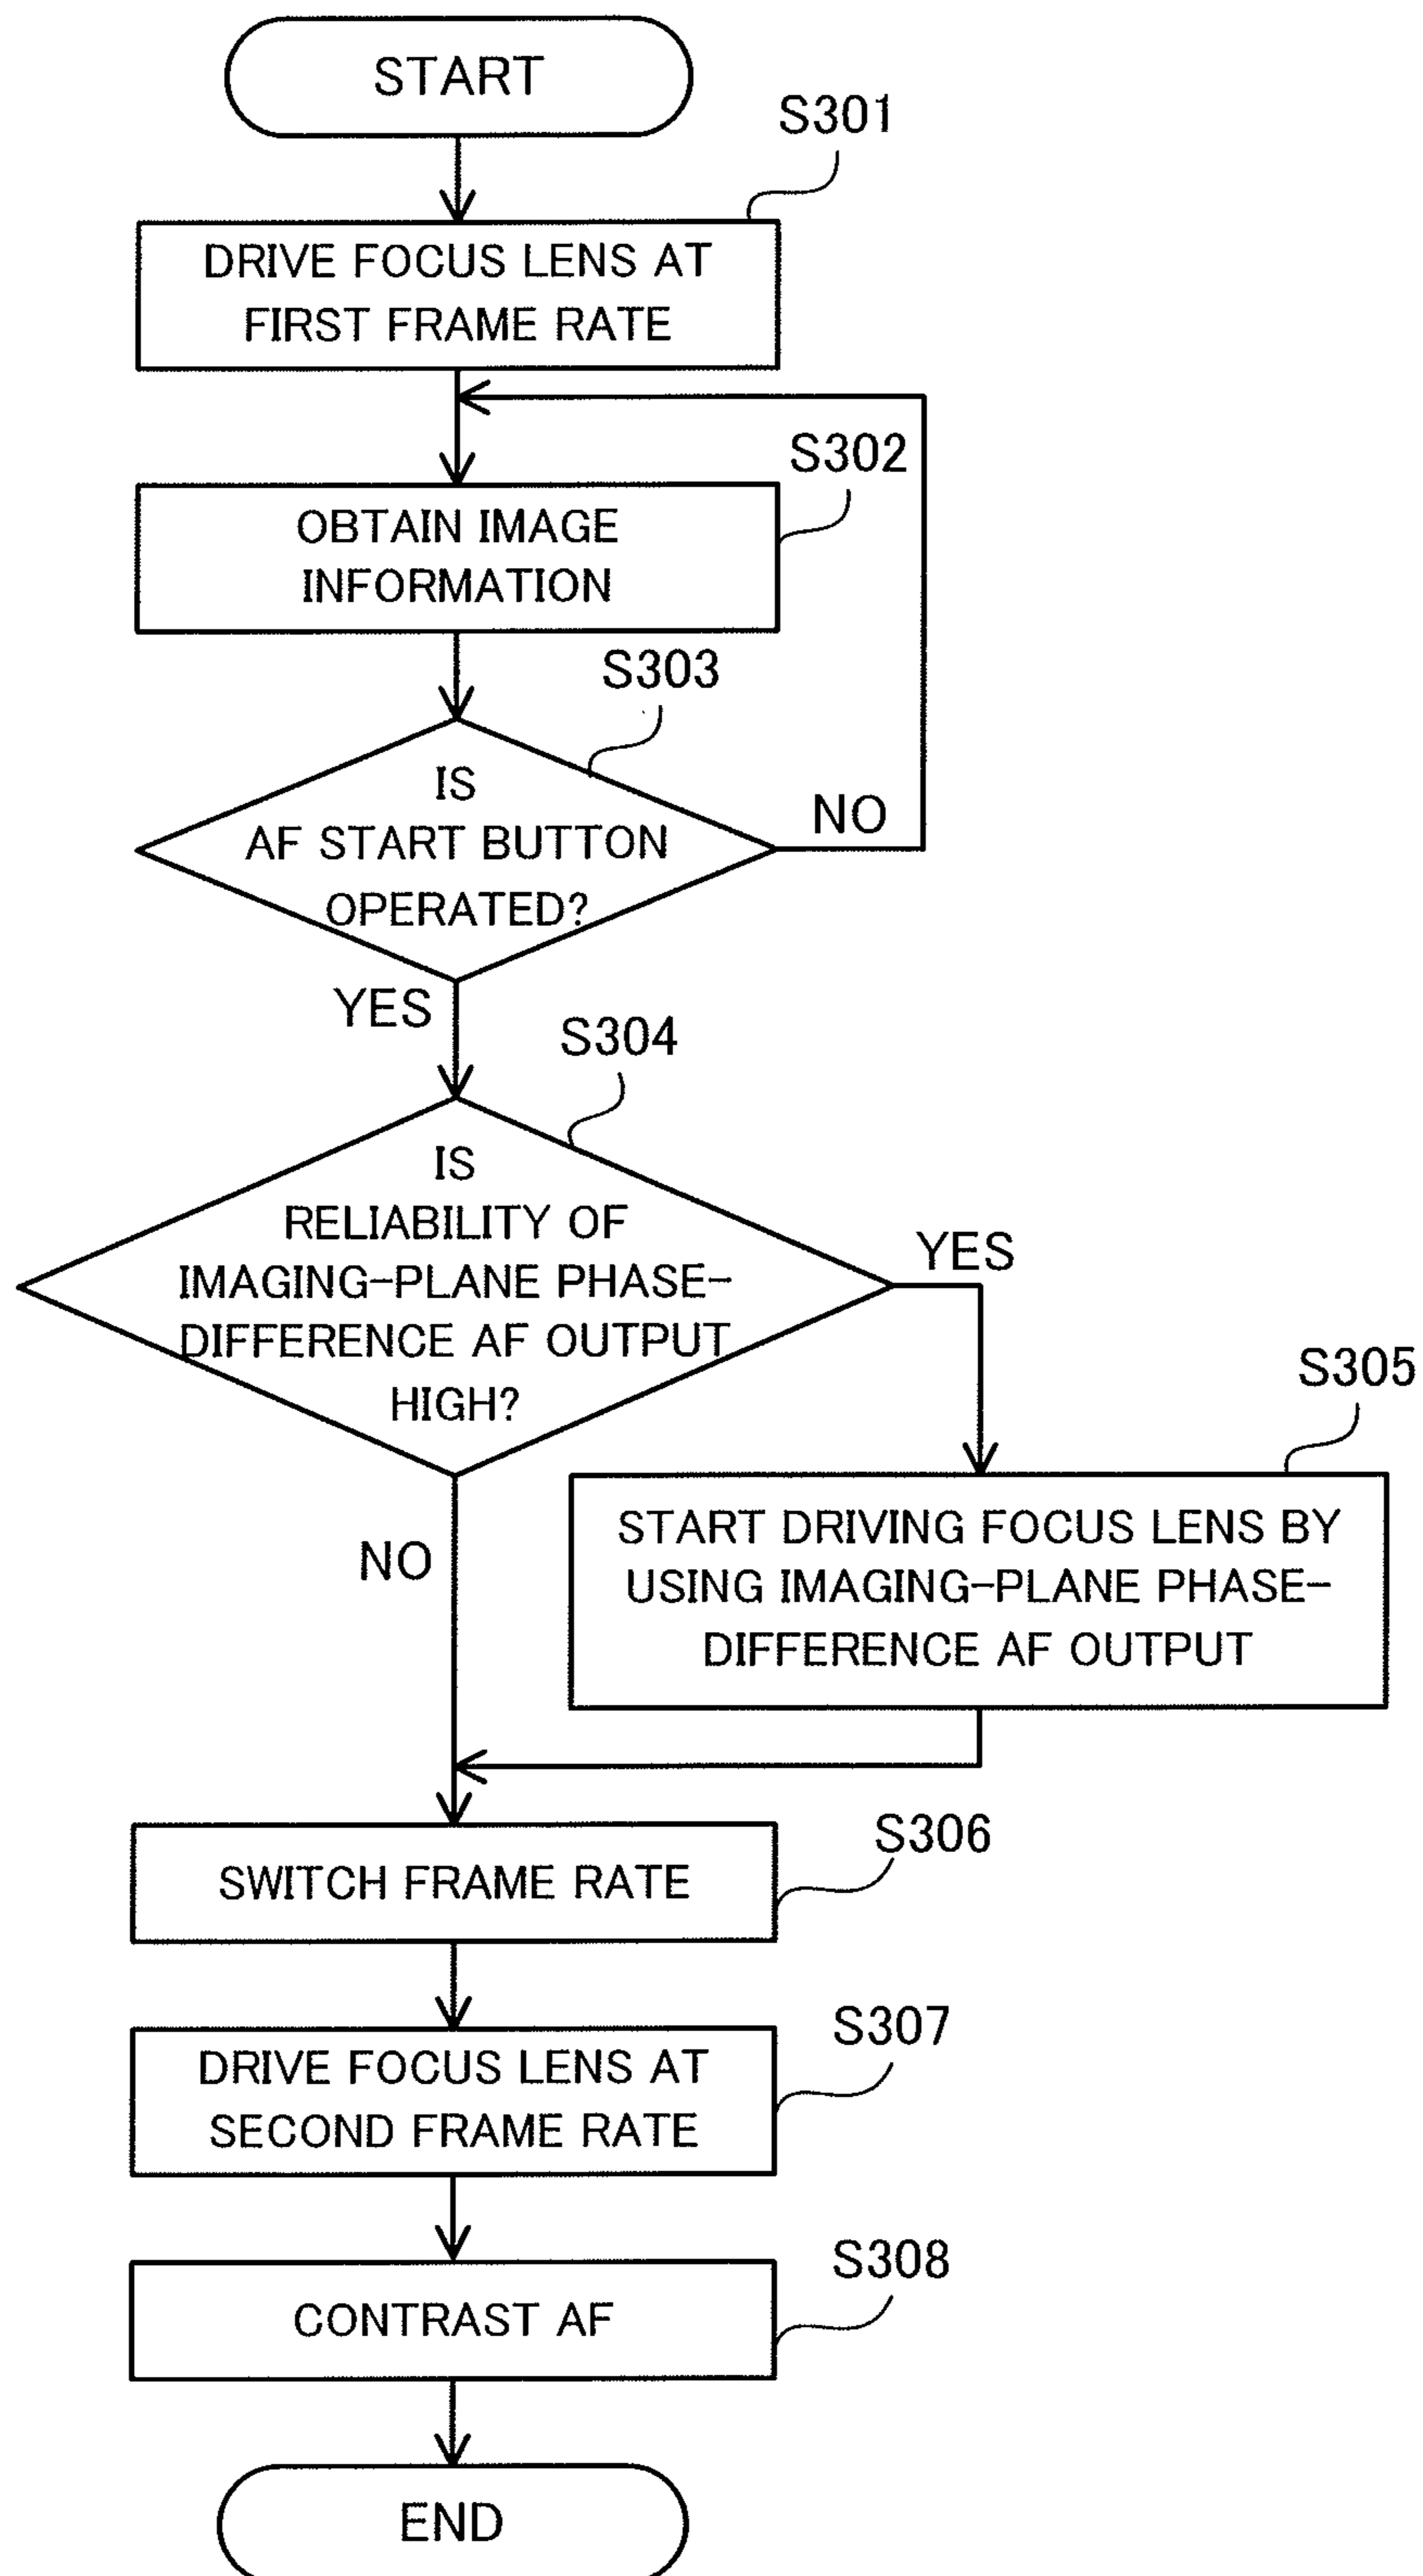 START
S301
DRIVE FOCUS LENS AT
FIRST FRAME RATE
S302
OBTAIN IMAGE
INFORMATION
S303
IS
AF START BUTTON
OPERATED?
NO
YES
S304
IS
RELIABILITY OF
IMAGING-PLANE PHASE-
DIFFERENCE AF OUTPUT
HIGH?
YES
NO
S305
START DRIVING FOCUS LENS BY
USING IMAGING-PLANE PHASE-
DIFFERENCE AF OUTPUT
S306
SWITCH FRAME RATE
S307
DRIVE FOCUS LENS AT
SECOND FRAME RATE
S308
CONTRAST AF
END